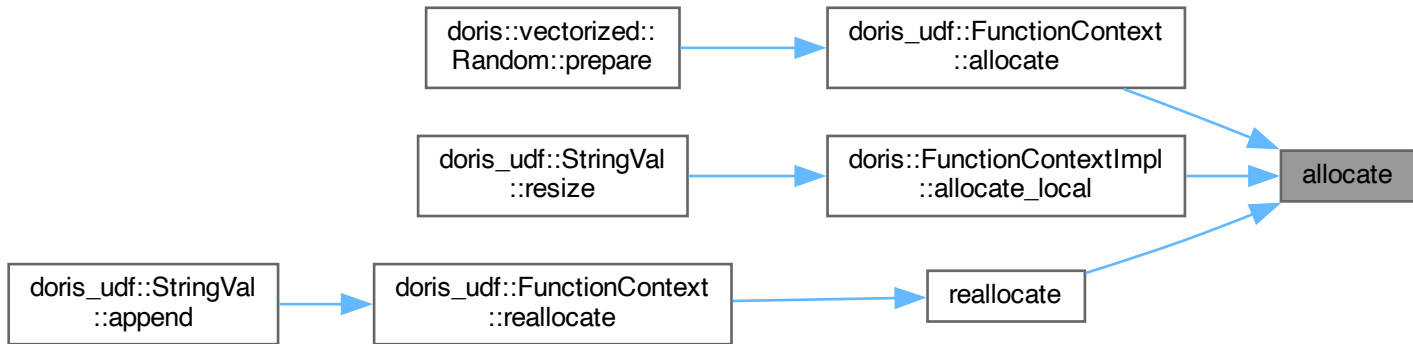 doris::vectorized::
Random::prepare
doris_udf::FunctionContext
::allocate
doris_udf::StringVal
::resize
doris::FunctionContextImpl
::allocate_local
allocate
doris_udf::StringVal
::append
doris_udf::FunctionContext
::reallocate
reallocate